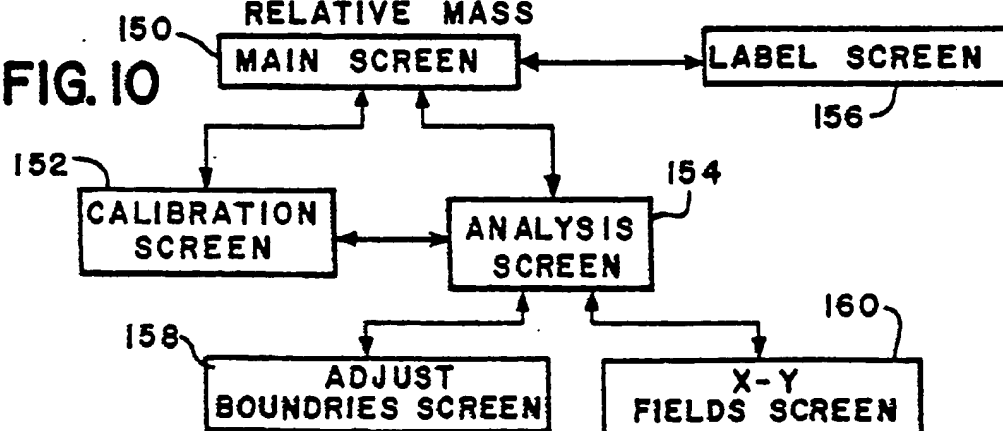 RELATIVE MASS
150
MAIN SCREEN
LABEL SCREEN
FIG. 10
156
152
154
CALIBRATION
SCREEN
ANALYSIS
SCREEN
158
160
ADJUST
BOUNDRIES SCREEN
X-Y
FIELDS SCREEN